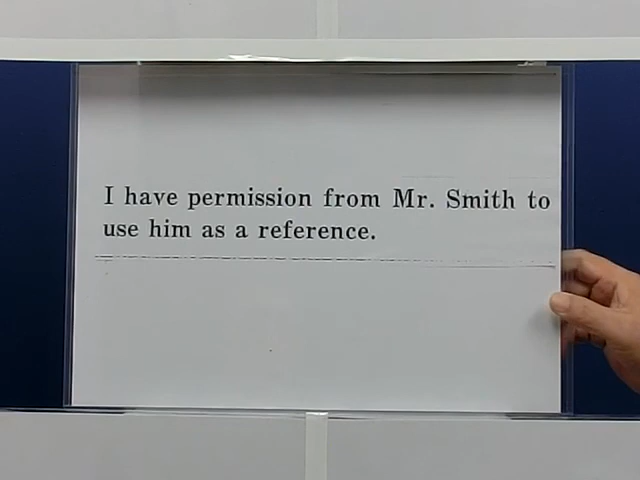 I have permission from Mr. Smith to
use him as a reference.